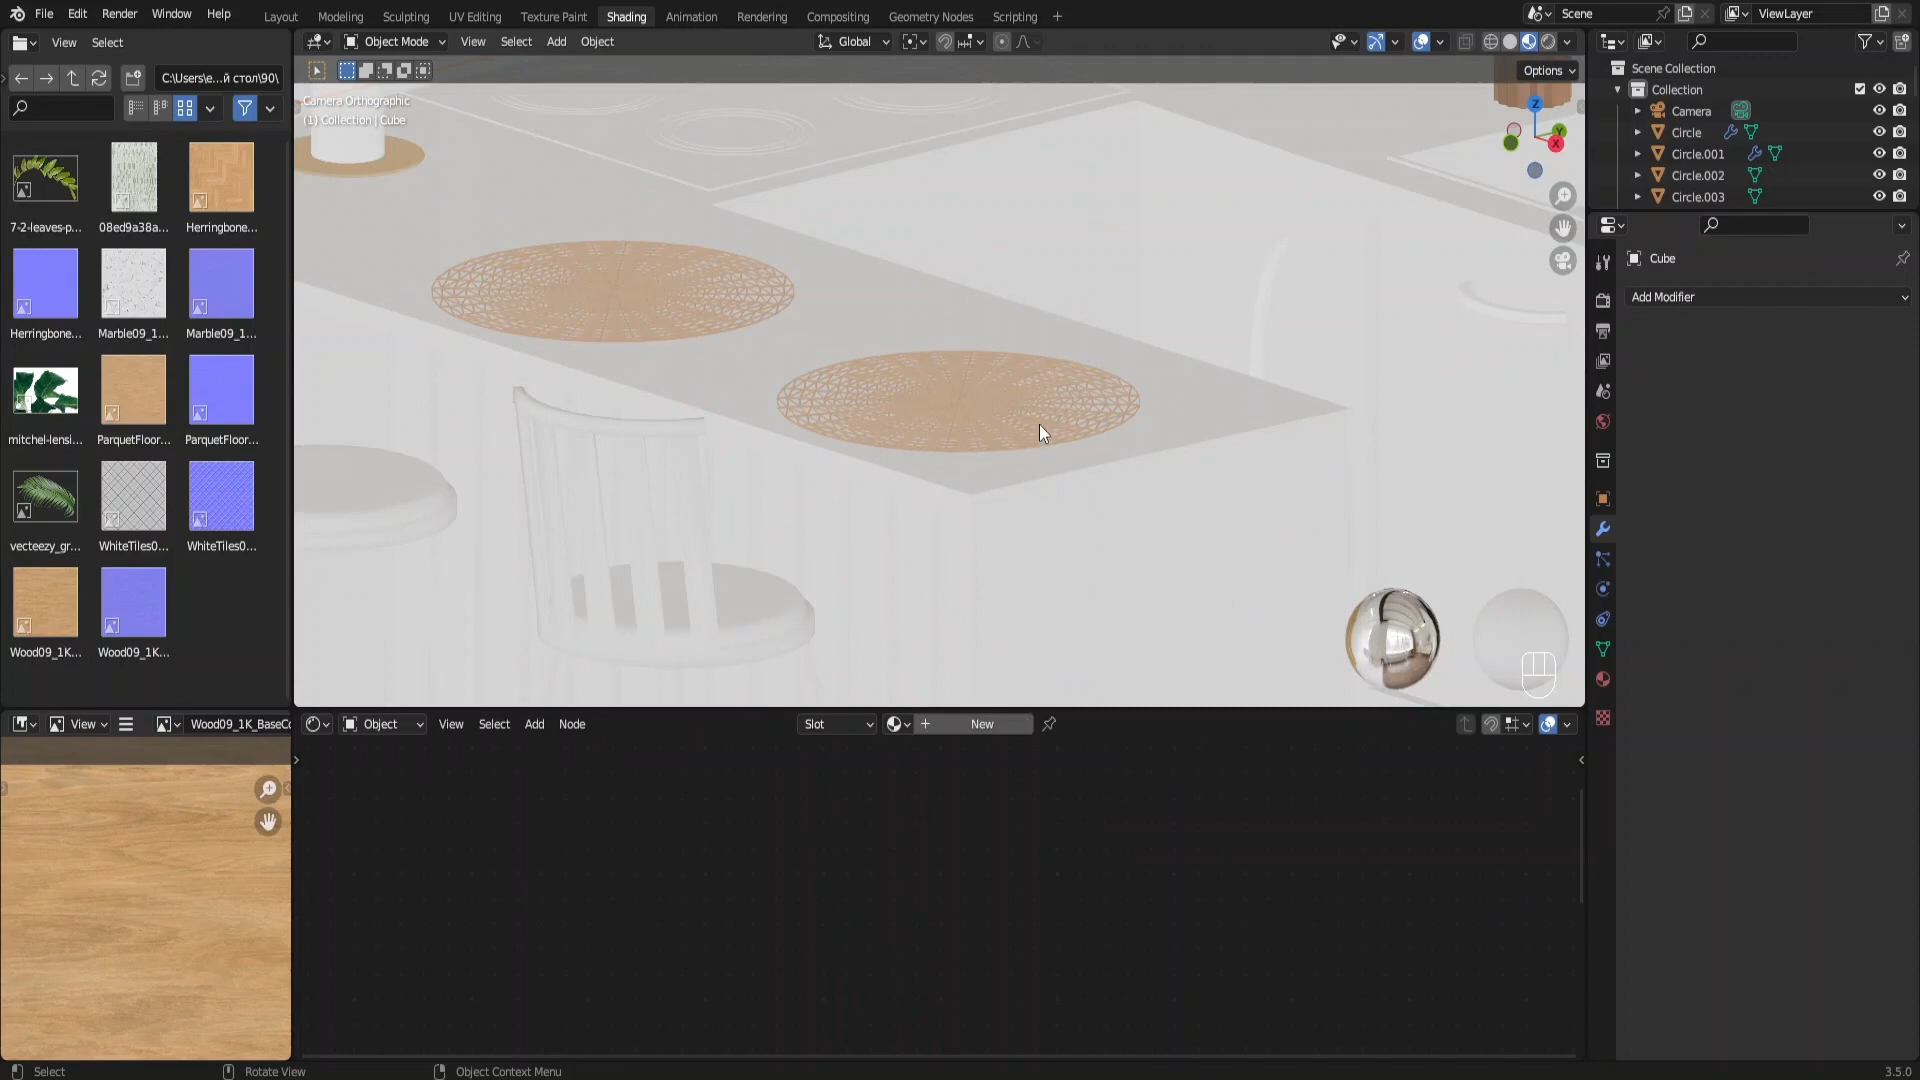 File Edit Render Window Help Layout Modeling Sculpting UV Editing Texture Paint Shading Animation Rendering Compositing Geometry Nodes Scripting + Scene ViewLayer
View Select Object Mode View Select Add Object Global
C:\Users\e...й стол\90\ Options
Camera Orthographic
(1) Collection | Cube
Z
Y
X
Scene Collection
Collection
Camera
Circle
Circle.001
Circle.002
Circle.003
7-2-leaves-p... 08ed9a38a... Herringbone...
Herringbone... Marble09_1... Marble09_1...
mitchel-lensi... ParquetFloor... ParquetFloor...
vecteezy_gr... WhiteTiles0... WhiteTiles0...
Wood09_1K... Wood09_1K...
Cube
Add Modifier
View Wood09_1K_BaseCo Object View Select Add Node Slot + New
Select Rotate View Object Context Menu 3.5.0